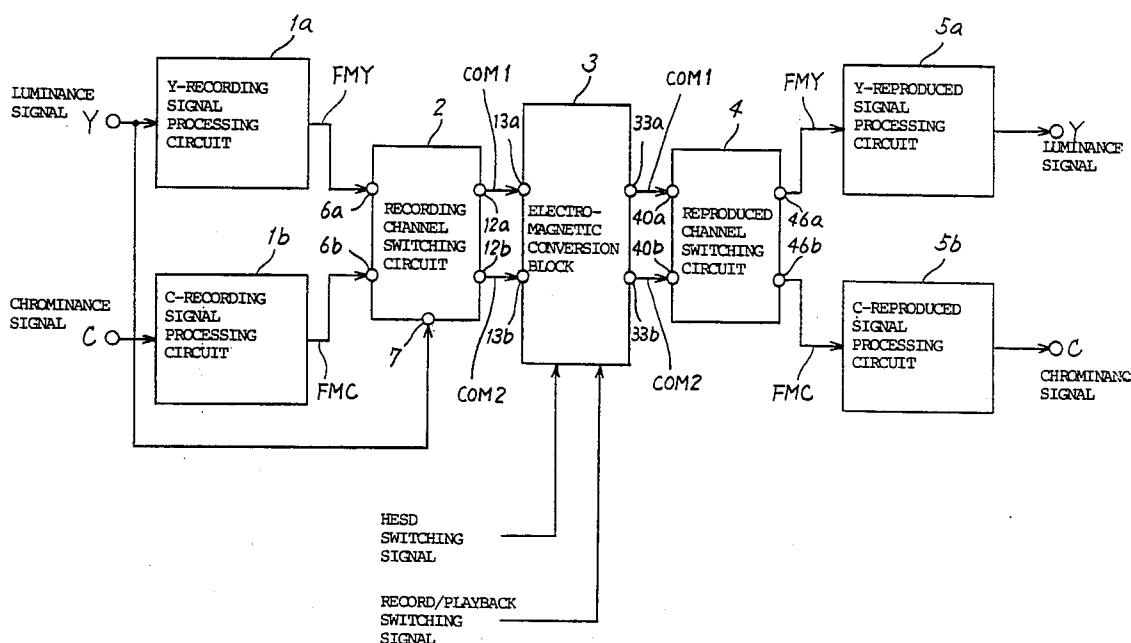 1a
Y-RECORDING
SIGNAL
PROCESSING
CIRCUIT
LUMINANCE
SIGNAL
Y
FMY
1b
C-RECORDING
SIGNAL
PROCESSING
CIRCUIT
CHROMINANCE
SIGNAL
C
FMC
2
RECORDING
CHANNEL
SWITCHING
CIRCUIT
6a
6b
7
12a
12b
COM1
COM2
3
ELECTRO-
MAGNETIC
CONVERSION
BLOCK
13a
13b
33a
33b
COM1
COM2
4
REPRODUCED
CHANNEL
SWITCHING
CIRCUIT
40a
40b
46a
46b
FMY
FMC
5a
Y-REPRODUCED
SIGNAL
PROCESSING
CIRCUIT
Y
LUMINANCE
SIGNAL
5b
C-REPRODUCED
SIGNAL
PROCESSING
CIRCUIT
C
CHROMINANCE
SIGNAL
HESD
SWITCHING
SIGNAL
RECORD/PLAYBACK
SWITCHING
SIGNAL